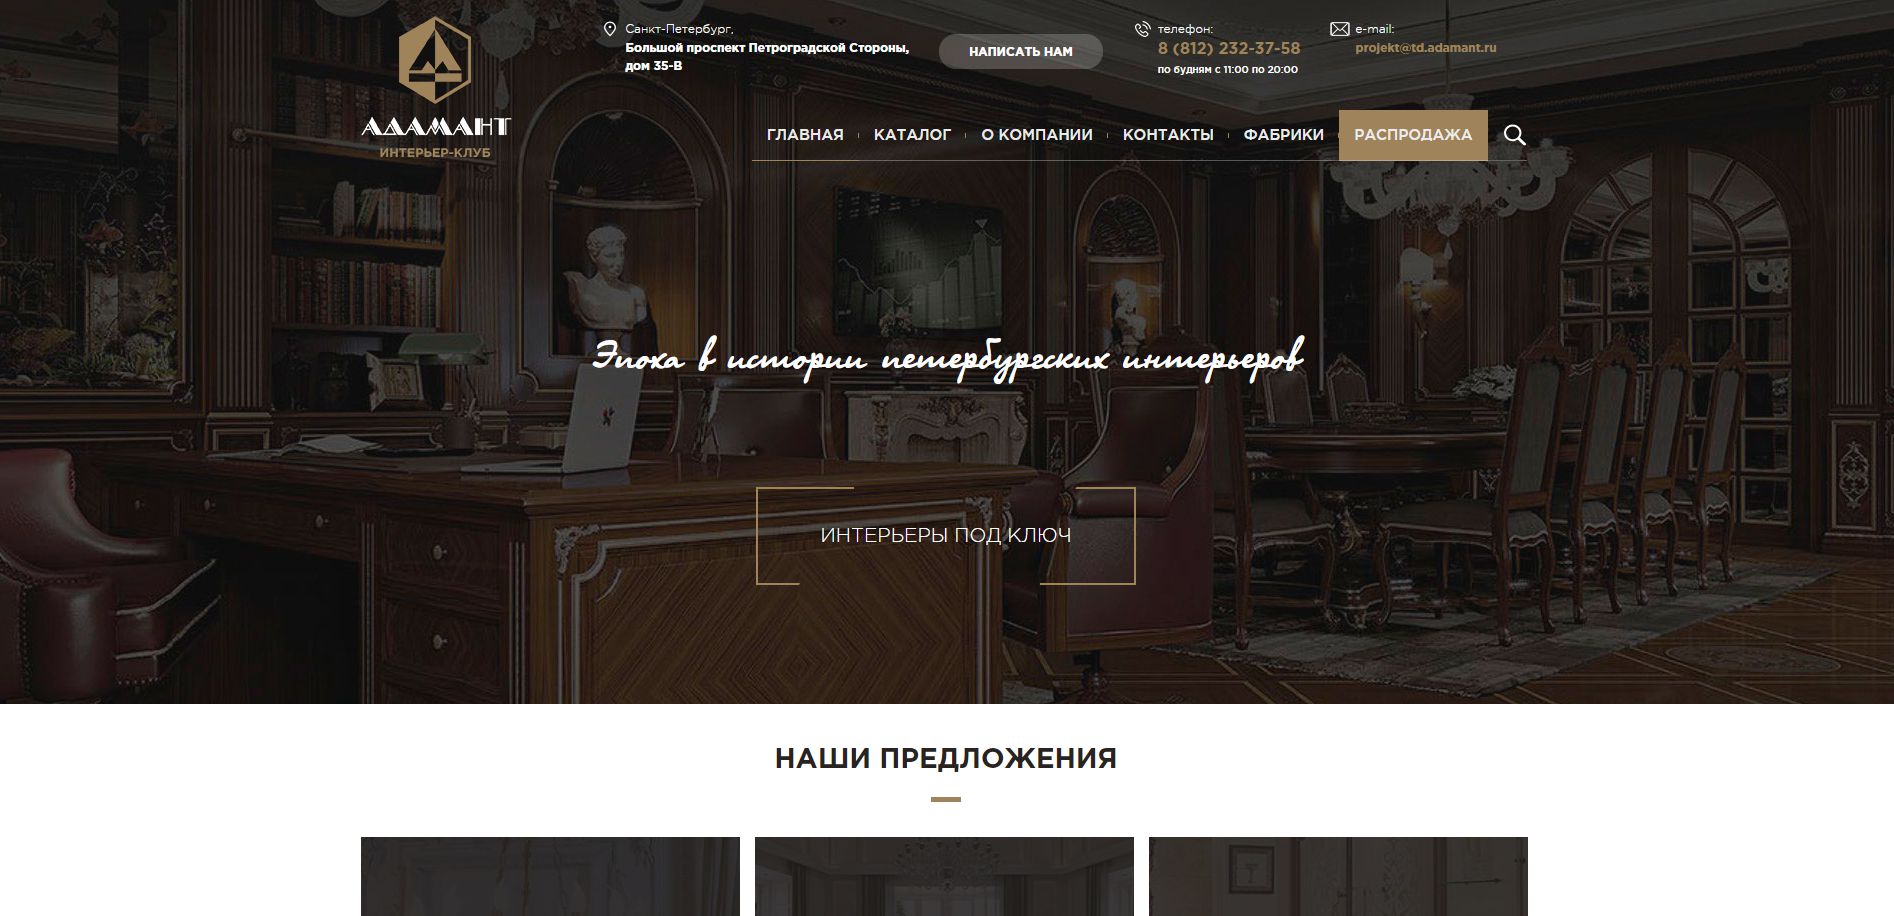 АДАМАНТ
ИНТЕРЬЕР-КЛУБ
Санкт-Петербург,
Большой проспект Петроградской Стороны,
дом 35-В
НАПИСАТЬ НАМ
телефон:
8 (812) 232-37-58
по будням с 11:00 по 20:00
e-mail:
projekt@td.adamant.ru
ГЛАВНАЯ
КАТАЛОГ
О КОМПАНИИ
КОНТАКТЫ
ФАБРИКИ
РАСПРОДАЖА
Эпоха в истории петербургских интерьеров
ИНТЕРЬЕРЫ ПОД КЛЮЧ
НАШИ ПРЕДЛОЖЕНИЯ